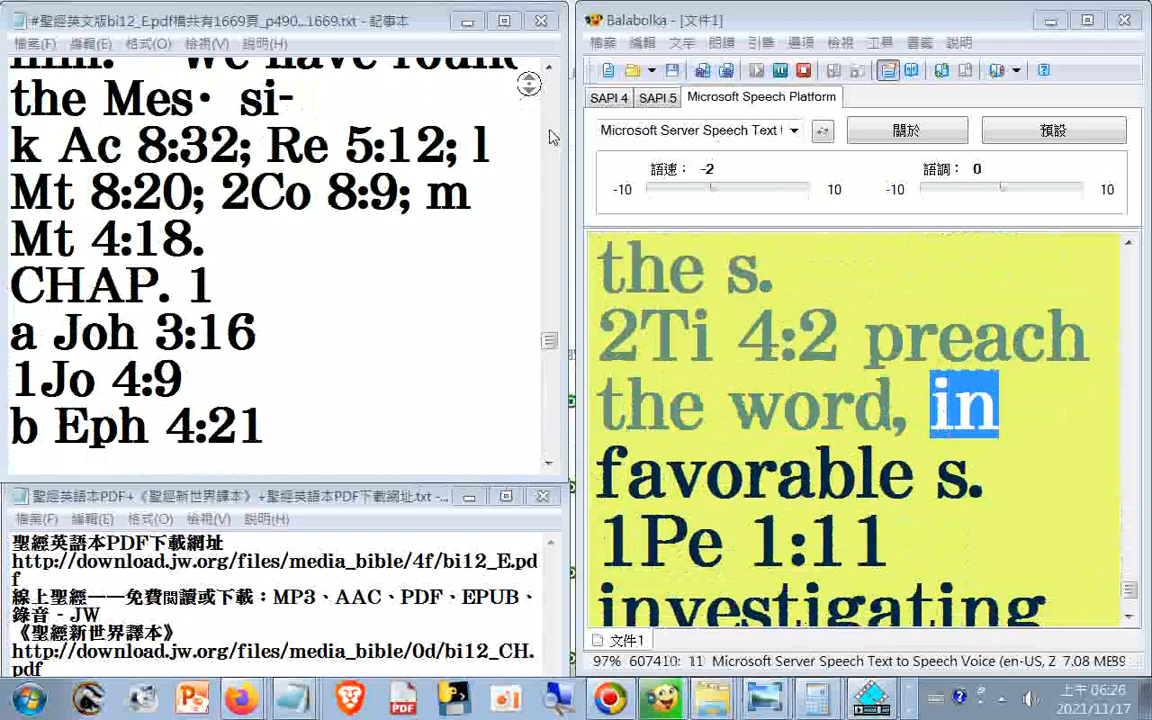 #聖經英文版bi12_E.pdf檔共有1669頁_p490...1669.txt - 記事本
檔案(F) 編輯(E) 格式(O) 檢視(V) 說明(H)
him." "We have foun
the Mes· si-
k Ac 8:32; Re 5:12; l
Mt 8:20; 2Co 8:9; m
Mt 4:18.
CHAP. 1
a Joh 3:16
1Jo 4:9
b Eph 4:21
聖經英語本PDF+《聖經新世界譯本》+聖經英語本PDF下載網址.txt - ...
檔案(F) 編輯(E) 格式(O) 檢視(V) 說明(H)
聖經英語本PDF下載網址
http://download.jw.org/files/media_bible/4f/bi12_E.pd
f
線上聖經——免費閱讀或下載：MP3、AAC、PDF、EPUB、
錄音 - JW
《聖經新世界譯本》
http://download.jw.org/files/media_bible/0d/bi12_CH.
pdf
Balabolka - [文件1]
檔案 編輯 文字 朗讀 引擎 選項 檢視 工具 書籤 說明
SAPI 4 SAPI 5 Microsoft Speech Platform
Microsoft Server Speech Text 關於 預設
語速： -2 語調： 0
-10 10 -10 10
the s.
2Ti 4:2 preach
the word, in
favorable s.
1Pe 1:11
investigating
文件1
97% 607410: 11 Microsoft Server Speech Text to Speech Voice (en-US, Z 7.08 MB
PDF
上午 06:26
2021/11/17